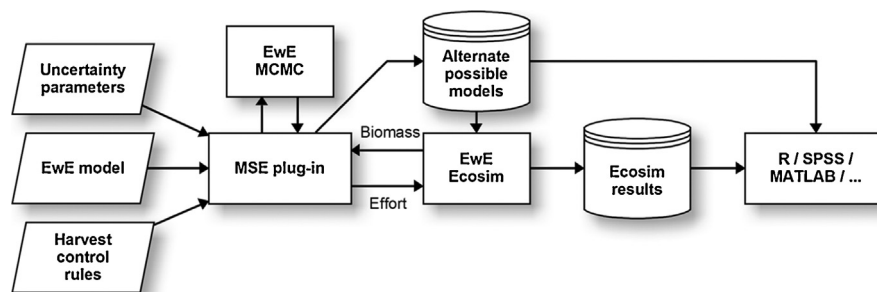 Uncertainty
parameters
EwE
MCMC
Alternate
possible
models
EwE model
MSE plug-in
Biomass
Effort
EwE
Ecosim
Ecosim
results
R / SPSS /
MATLAB / ...
Harvest
control
rules